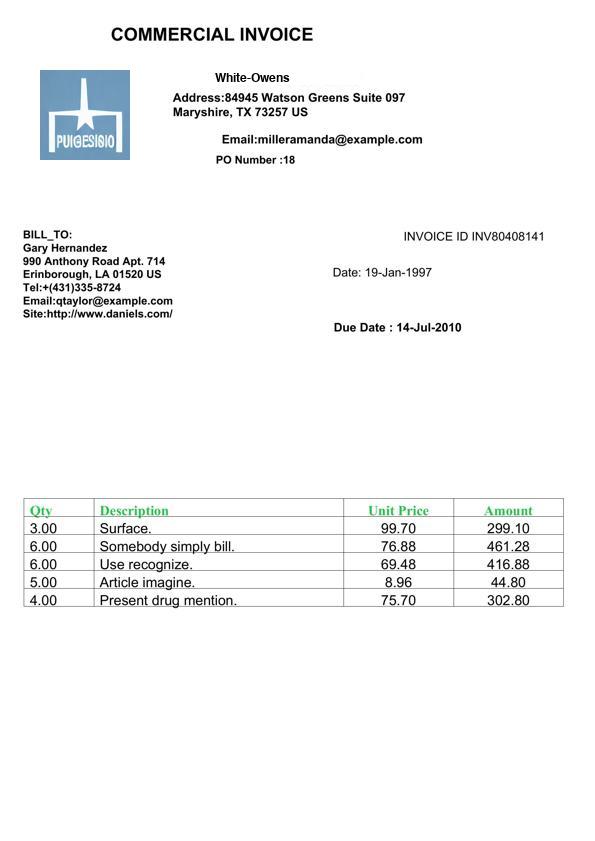 COMMERCIAL INVOICE
White-Owens
PUIGESISIO
Address:84945 Watson Greens Suite 097
Maryshire, TX 73257 US
Email:milleramanda@example.com
PO Number :18
BILL_TO:
Gary Hernandez
990 Anthony Road Apt. 714
Erinborough, LA 01520 US
Tel:+(431)335-8724
Email:qtaylor@example.com
Site:http://www.daniels.com/
INVOICE ID INV80408141
Date: 19-Jan-1997
Due Date : 14-Jul-2010
Qty Description Unit Price Amount
3.00 Surface. 99.70 299.10
6.00 Somebody simply bill. 76.88 461.28
6.00 Use recognize. 69.48 416.88
5.00 Article imagine. 8.96 44.80
4.00 Present drug mention. 75.70 302.80